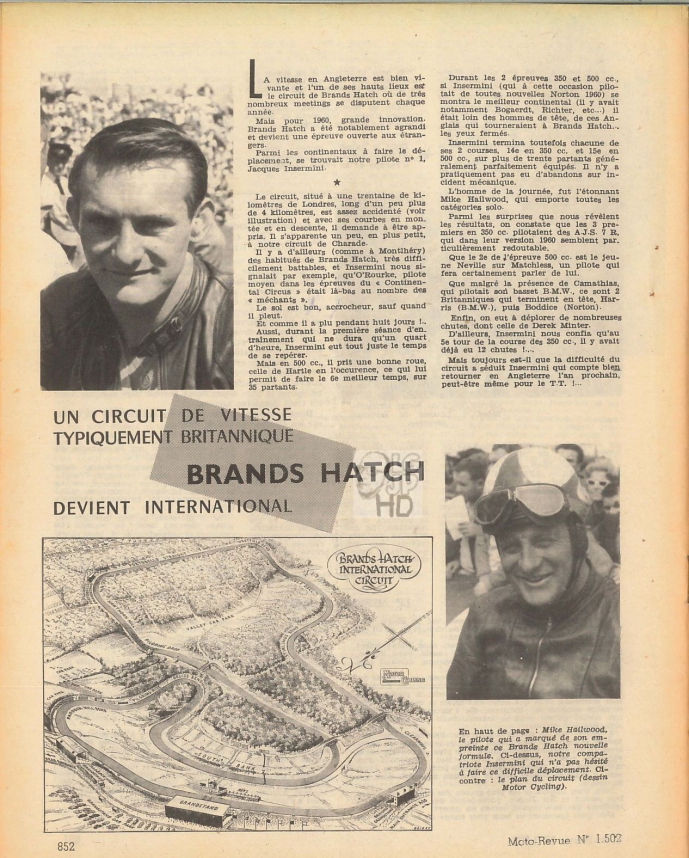 LA vitesse en Angleterre est bien vi-
vante et l'un de ses hauts lieux est
le circuit de Brands Hatch où de très
nombreux meetings se disputent chaque
année.
Mais pour 1960, grande innovation.
Brands Hatch a été notablement agrandi
et devient une épreuve ouverte aux étran-
gers.
Parmi les continentaux à faire le dé-
placement, se trouvait notre pilote n° 1,
Jacques Insermini.
★
Le circuit, situé à une trentaine de ki-
lomètres de Londres, long d'un peu plus
de 4 kilomètres, est assez accidenté (voir
illustration) et avec ses courbes en mon-
tée et en descente, il demande à être ap-
pris. Il s'apparente un peu, en plus petit,
à notre circuit de Charade.
Il y a d'ailleurs (comme à Montlhéry)
des habitués de Brands Hatch, très diffi-
cilement battables, et Insermini nous si-
gnalait par exemple, qu'O'Rourke, pilote
moyen dans les épreuves du « Continen-
tal Circus » était là-bas au nombre des
« méchants ».
Le sol est bon, accrocheur, sauf quand
il pleut.
Et comme il a plu pendant huit jours !..
Aussi, durant la première séance d'en-
trainement qui ne dura qu'un quart
d'heure, Insermini eut tout juste le temps
de se repérer.
Mais en 500 cc., il prit une bonne roue,
celle de Hartle en l'occurence, ce qui lui
permit de faire le 6e meilleur temps, sur
35 partants.
Durant les 2 épreuves 350 et 500 cc.,
si Insermini (qui à cette occasion pilo-
tait de toutes nouvelles Norton 1960) se
montra le meilleur continental (il y avait
notamment Bogaerdt, Richter, etc...) il
était loin des hommes de tête, de ces An-
glais qui tourneraient à Brands Hatch...
les yeux fermés.
Insermini termina toutefois chacune de
ses 2 courses, 14e en 350 cc. et 15e en
500 cc., sur plus de trente partants géné-
ralement parfaitement équipés. Il n'y a
pratiquement pas eu d'abandons sur in-
cident mécanique.
L'homme de la journée, fut l'étonnant
Mike Hailwood, qui emporte toutes les
catégories solo.
Parmi les surprises que nous révèlent
les résultats, on constate que les 3 pre-
miers en 350 cc. pilotaient des A.J.S. 7 R,
qui dans leur version 1960 semblent par-
ticulièrement redoutable.
Que le 2e de l'épreuve 500 cc. est le jeu-
ne Neville sur Matchless, un pilote qui
fera certainement parler de lui.
Que malgré la présence de Camathias,
qui pilotait son basset B.M.W., ce sont 2
Britanniques qui terminent en tête, Har-
ris (B.M.W.), puis Boddice (Norton).
Enfin, on eut à déplorer de nombreuses
chutes, dont celle de Derek Minter.
D'ailleurs, Insermini nous confia qu'au
5e tour de la course des 350 cc., il y avait
déjà eu 12 chutes !...
Mais toujours est-il que la difficulté du
circuit a séduit Insermini qui compte bien
retourner en Angleterre l'an prochain,
peut-être même pour le T.T. !...
UN CIRCUIT DE VITESSE
TYPIQUEMENT BRITANNIQUE
BRANDS HATCH
DEVIENT INTERNATIONAL
HD
BRANDS HATCH
INTERNATIONAL
CIRCUIT
VALLEY CAR PARK
SOUTH BANK
GRANDSTAND
En haut de page : Mike Hailwood,
le pilote qui a marqué de son em-
preinte ce Brands Hatch nouvelle
formule. Ci-dessus, notre compa-
triote Insermini qui n'a pas hésité
à faire ce difficile déplacement. Ci-
contre : le plan du circuit (dessin
Motor Cycling).
852
Moto-Revue N° 1.502